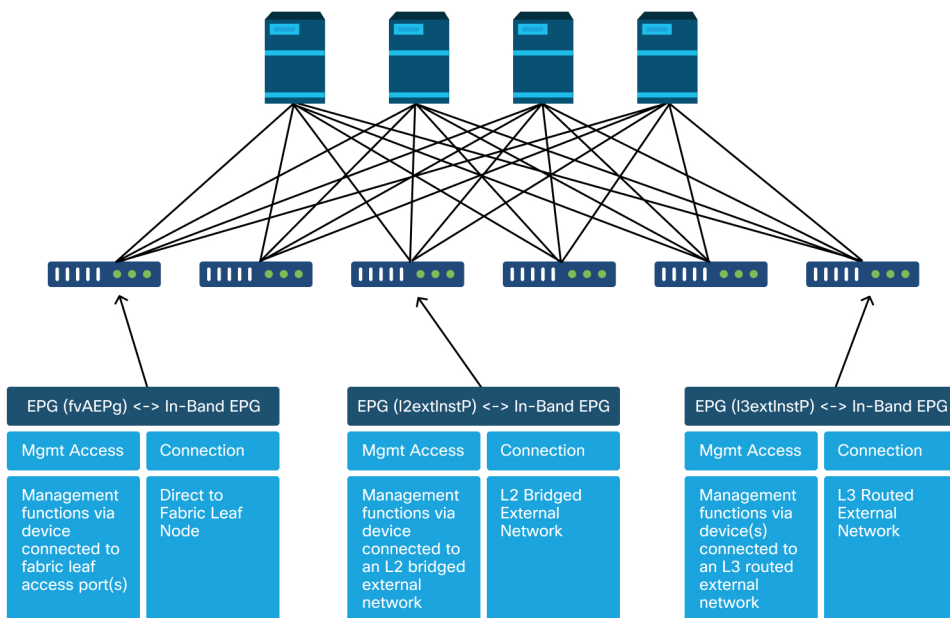 EPG (fvAEPg) <-> In-Band EPG
Mgmt Access
Connection
Management
functions via
device
connected to
fabric leaf
access port(s)
Direct to
Fabric Leaf
Node
EPG (l2extInstP) <-> In-Band EPG
Mgmt Access
Connection
Management
functions via
device
connected to
an L2 bridged
external
network
L2 Bridged
External
Network
EPG (l3extInstP) <-> In-Band EPG
Mgmt Access
Connection
Management
functions via
device(s)
connected to
an L3 routed
external
network
L3 Routed
External
Network